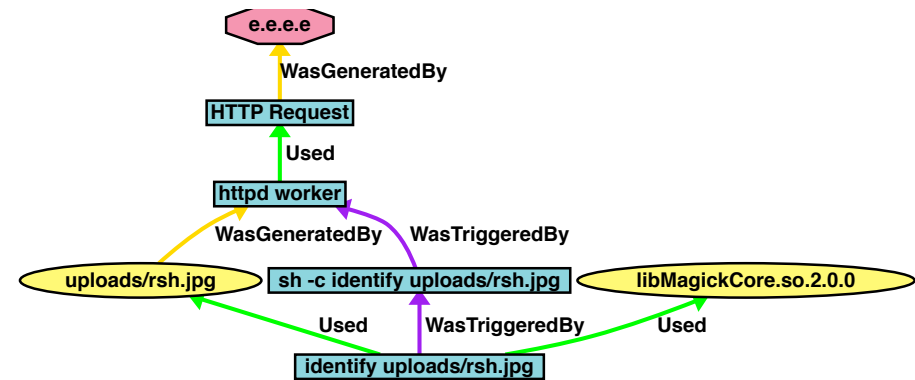 e.e.e.e
WasGeneratedBy
HTTP Request
Used
httpd worker
WasGeneratedBy WasTriggeredBy
uploads/rsh.jpg sh -c identify uploads/rsh.jpg libMagickCore.so.2.0.0
Used WasTriggeredBy Used
identify uploads/rsh.jpg